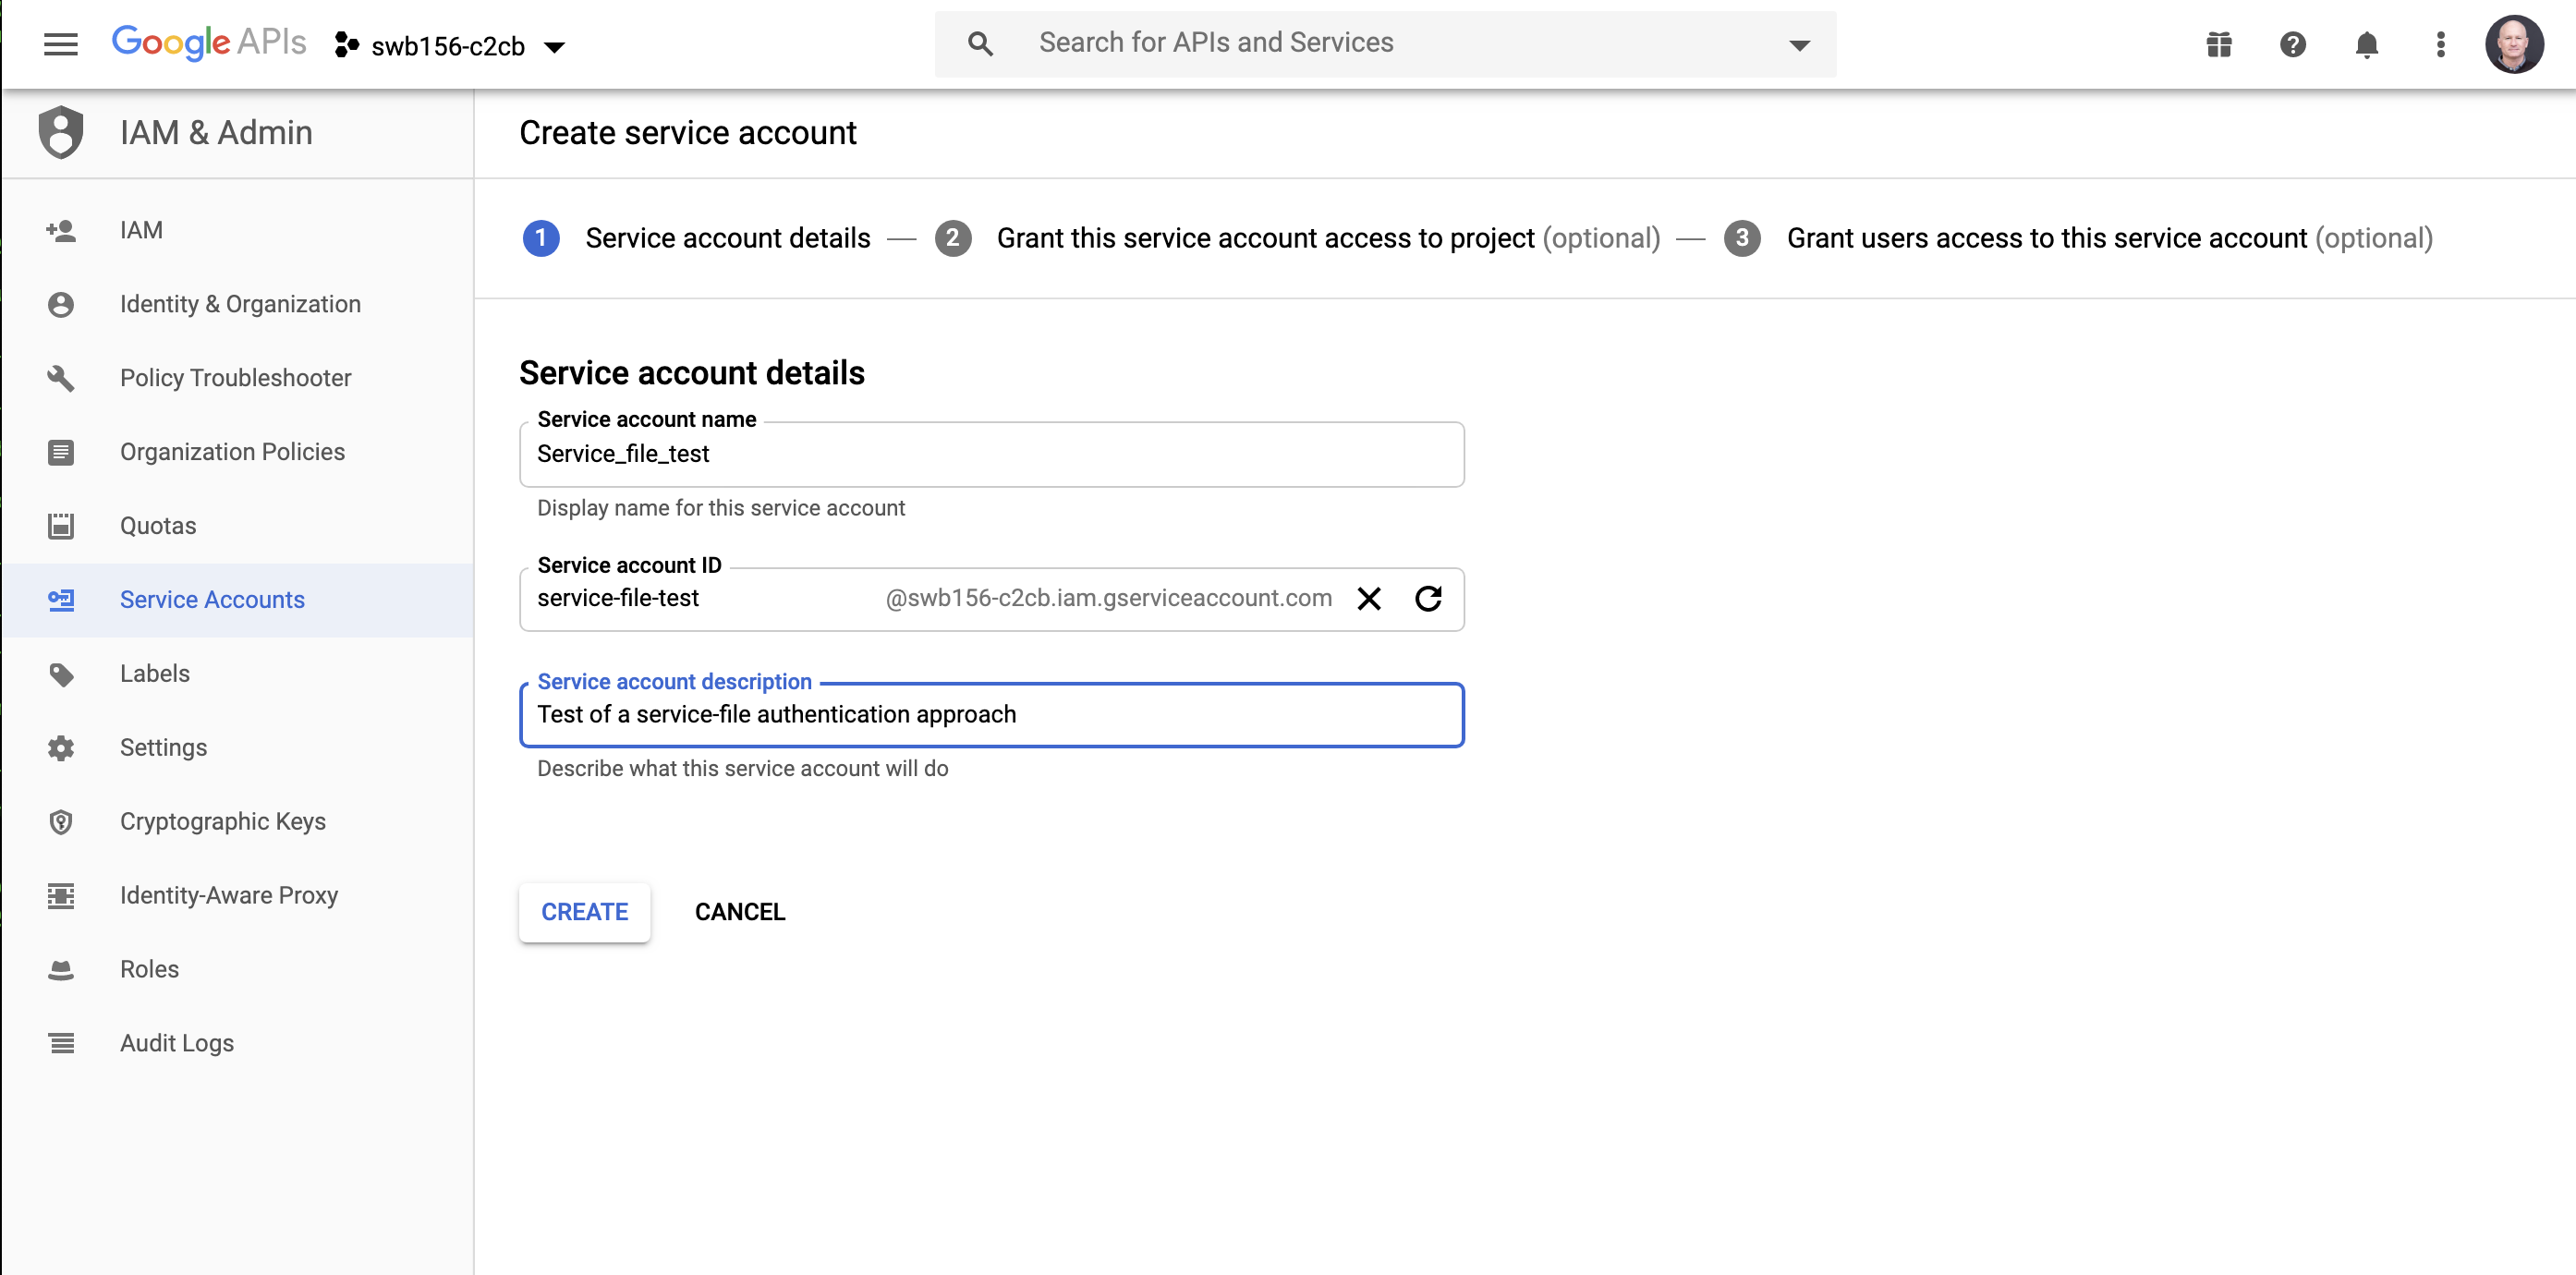 Google APIs swb156-c2cb Search for APIs and Services
IAM & Admin
IAM
Identity & Organization
Policy Troubleshooter
Organization Policies
Quotas
Service Accounts
Labels
Settings
Cryptographic Keys
Identity-Aware Proxy
Roles
Audit Logs
Create service account
1 Service account details — 2 Grant this service account access to project (optional) — 3 Grant users access to this service account (optional)
Service account details
Service account name
Service_file_test
Display name for this service account
Service account ID
service-file-test @swb156-c2cb.iam.gserviceaccount.com
Service account description
Test of a service-file authentication approach
Describe what this service account will do
CREATE CANCEL